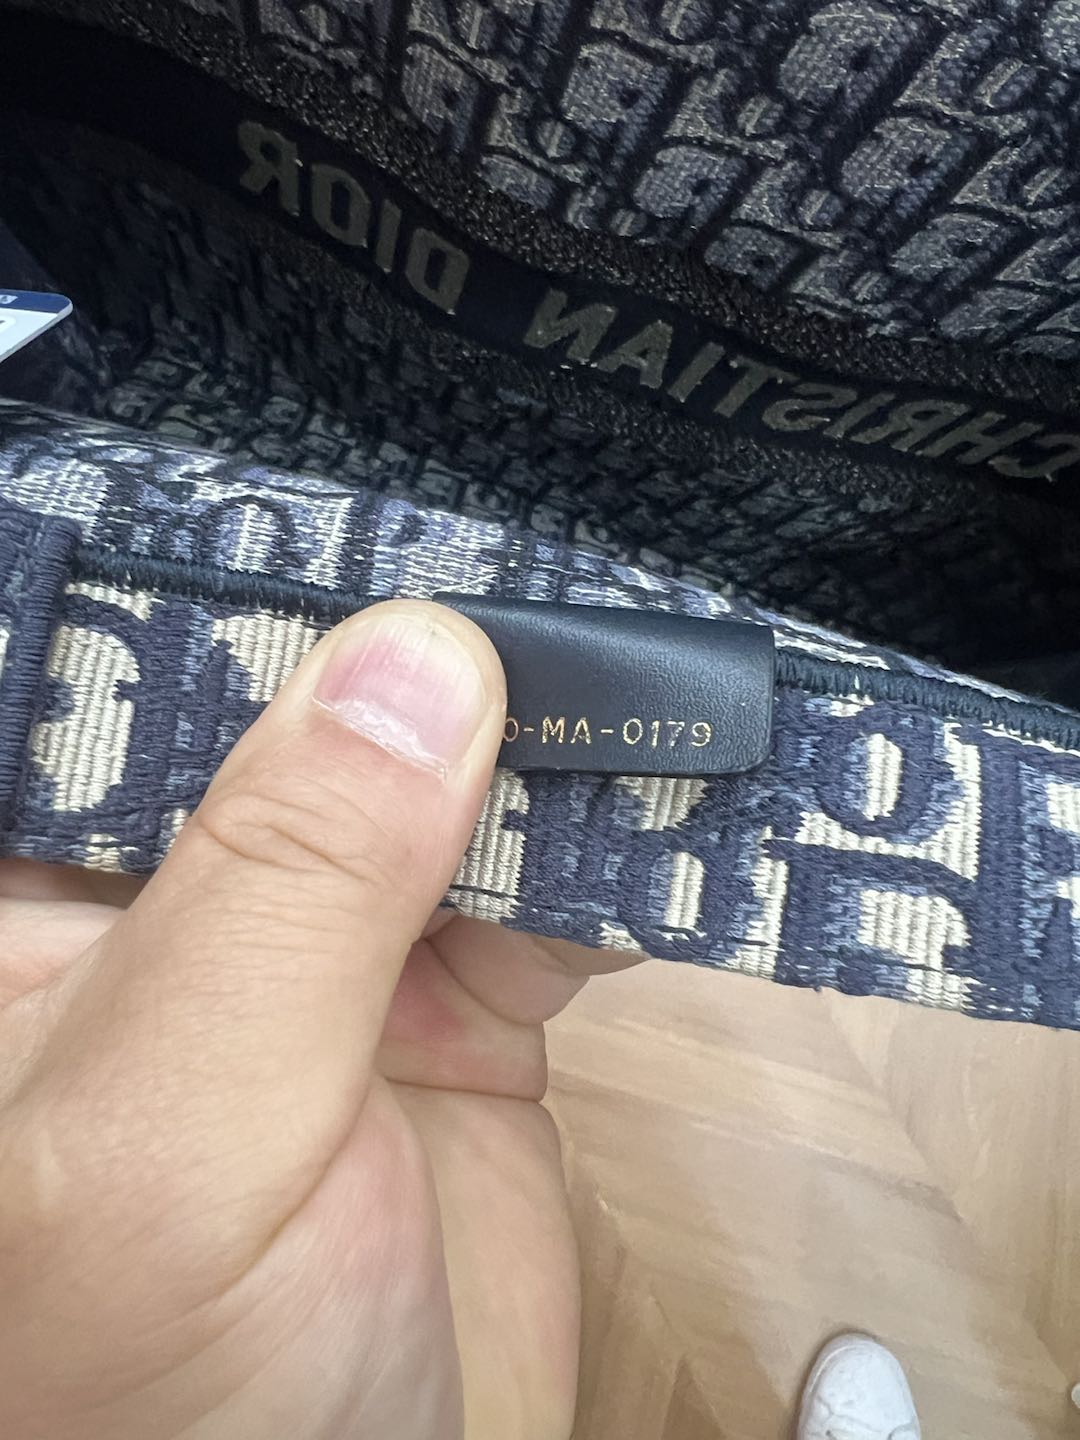 CHRISTIAN DIOR
0-MA-0179